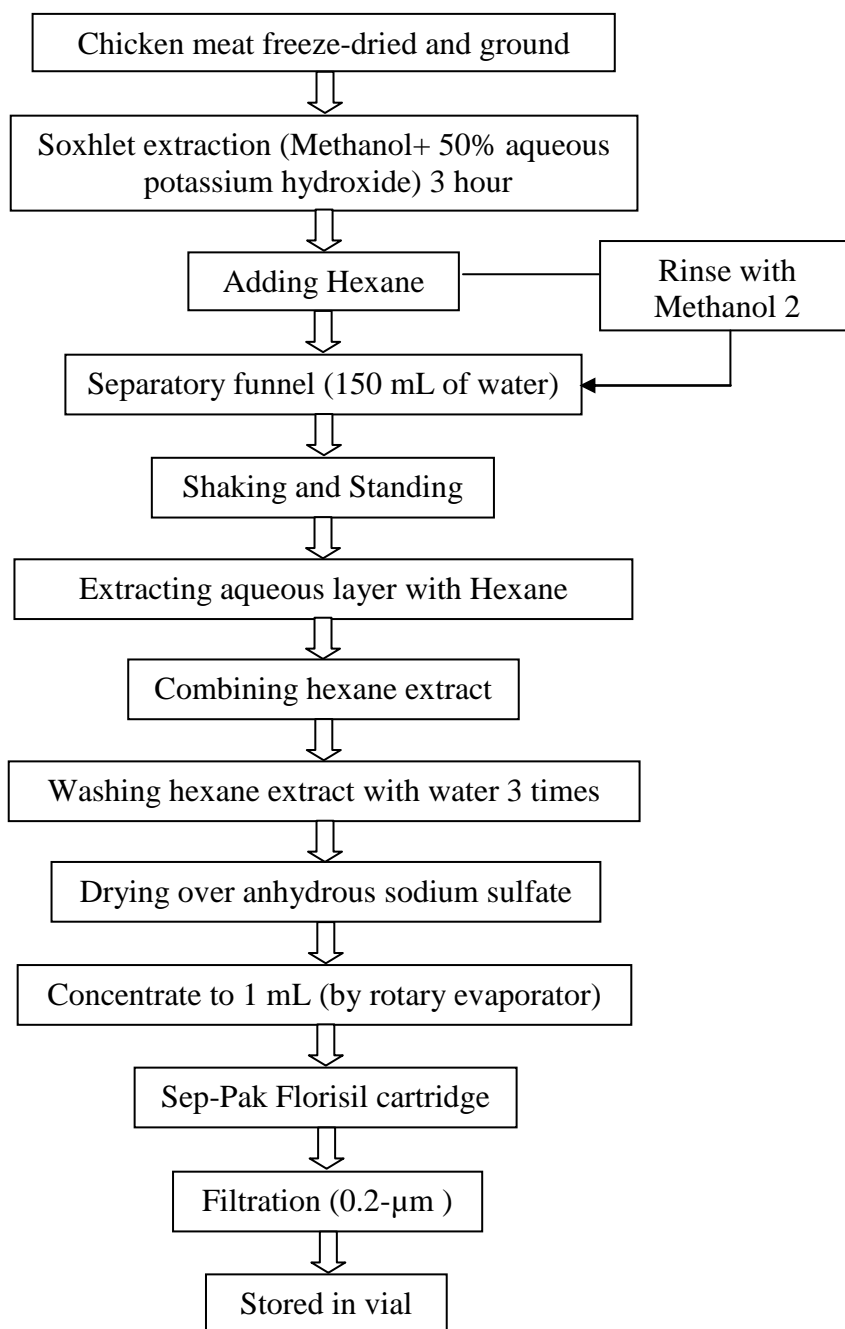 Chicken meat freeze-dried and ground
Soxhlet extraction (Methanol+ 50% aqueous
potassium hydroxide) 3 hour
Adding Hexane
Rinse with
Methanol 2
Separatory funnel (150 mL of water)
Shaking and Standing
Extracting aqueous layer with Hexane
Combining hexane extract
Washing hexane extract with water 3 times
Drying over anhydrous sodium sulfate
Concentrate to 1 mL (by rotary evaporator)
Sep-Pak Florisil cartridge
Filtration (0.2-µm )
Stored in vial